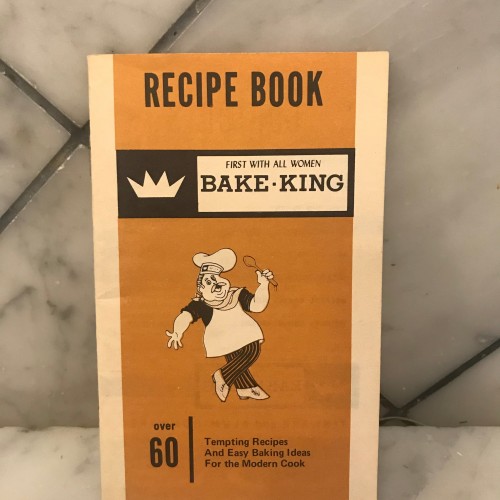 RECIPE BOOK
FIRST WITH ALL WOMEN
BAKE·KING
over
60
Tempting Recipes
And Easy Baking Ideas
For the Modern Cook